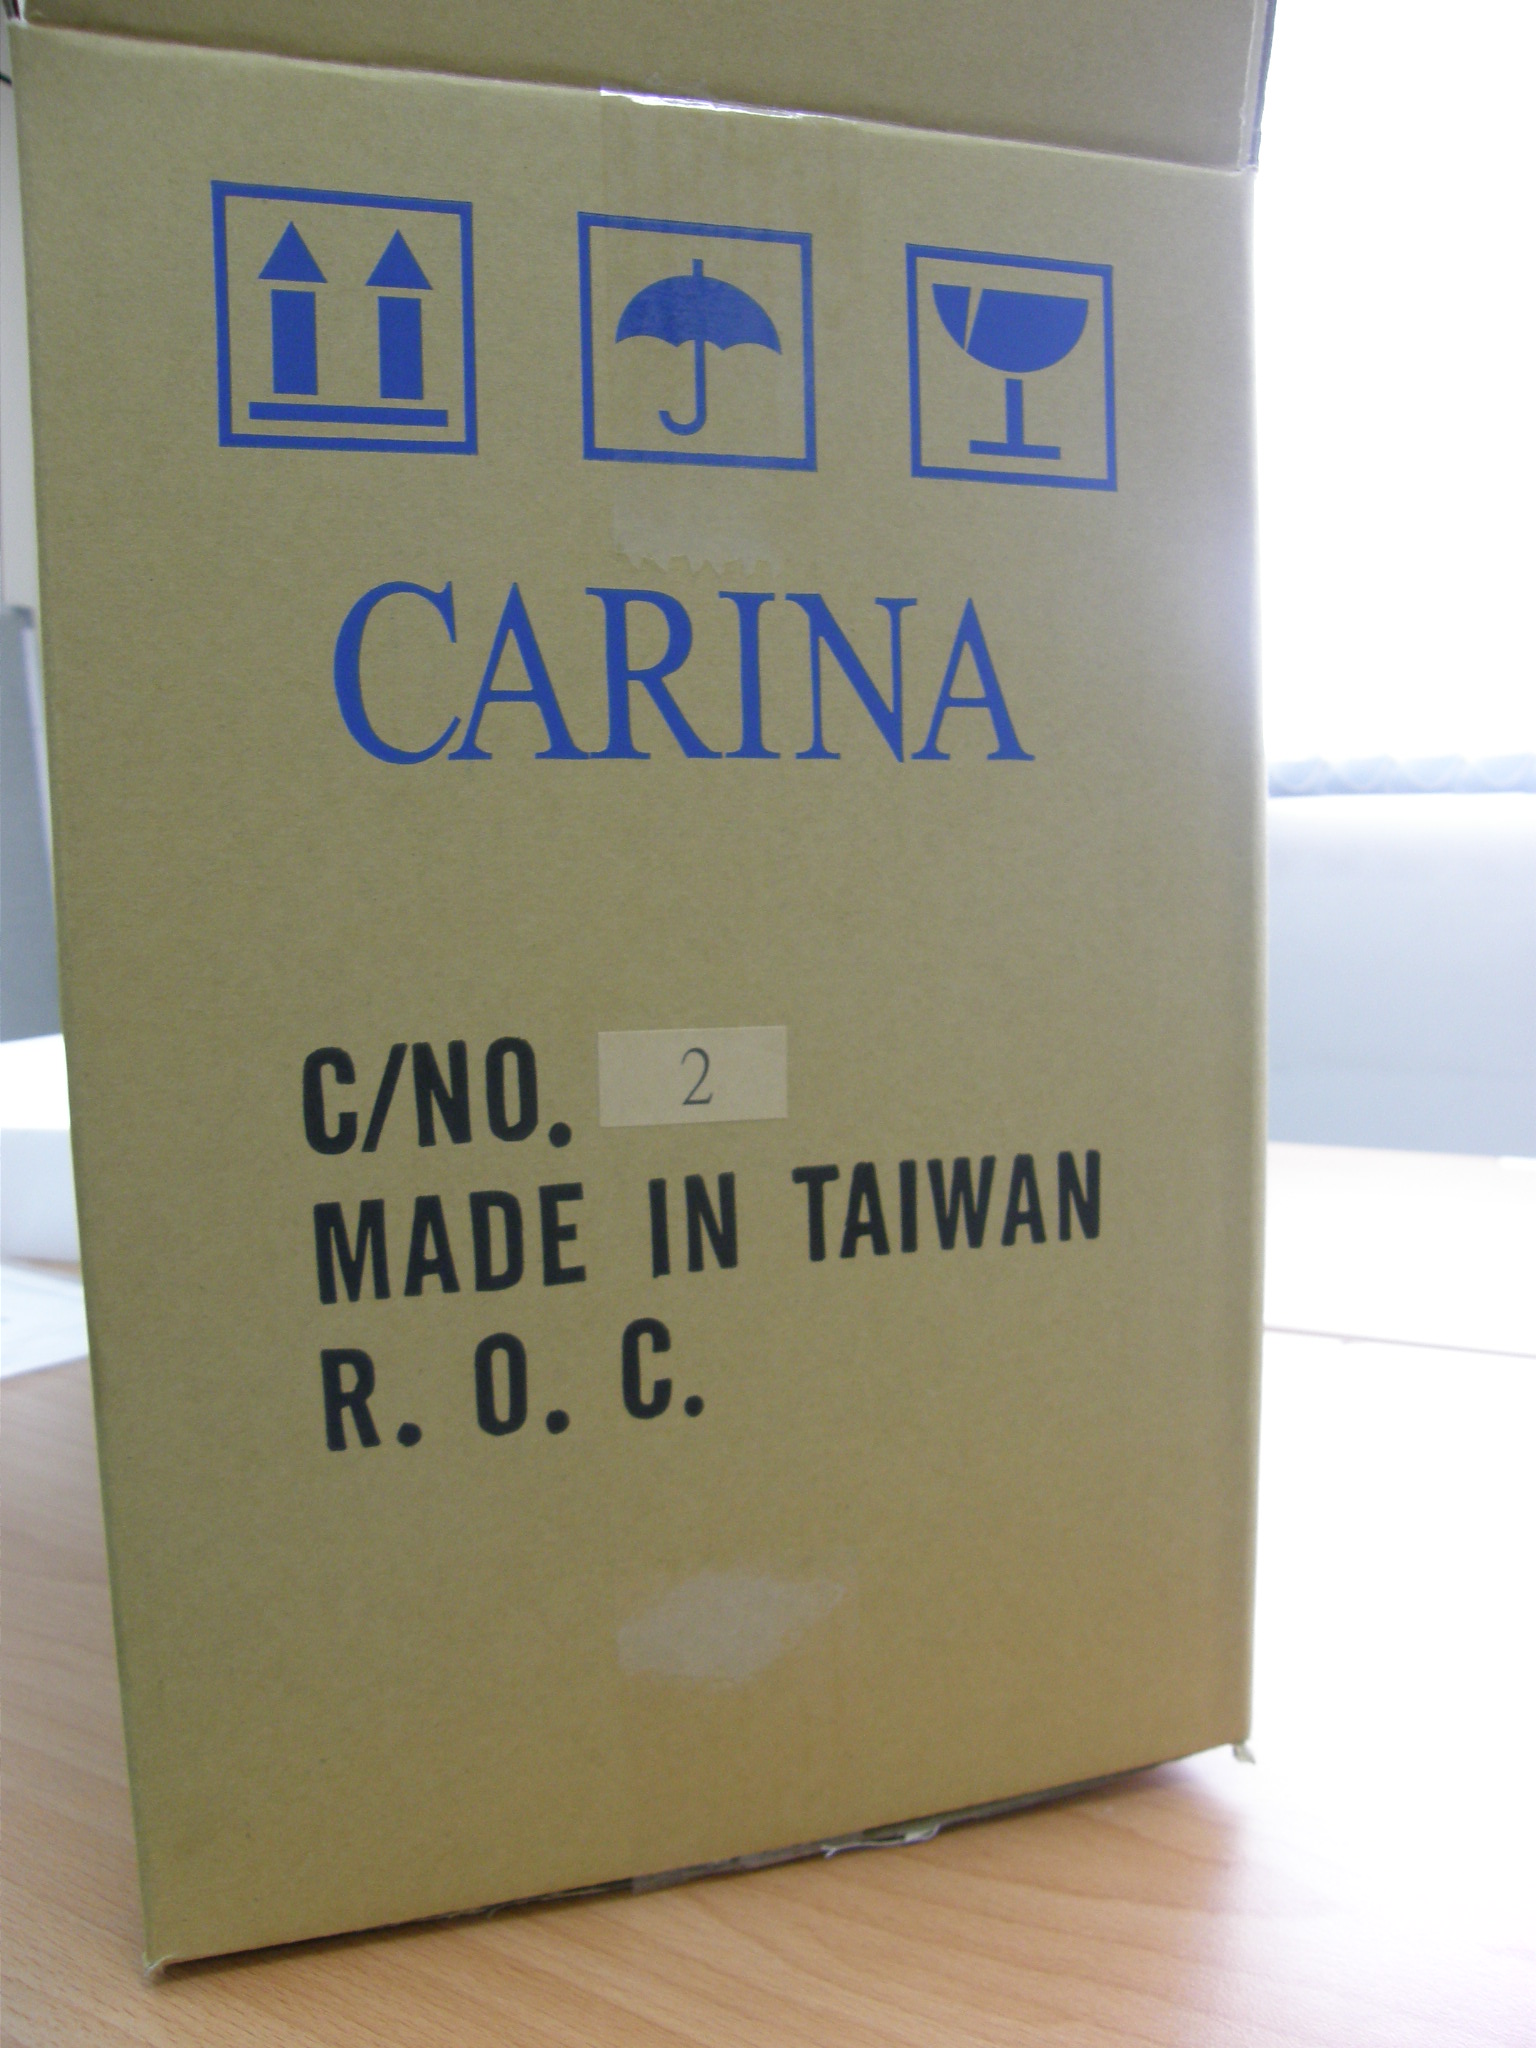 CARINA
C/NO. 2
MADE IN TAIWAN
R. O. C.